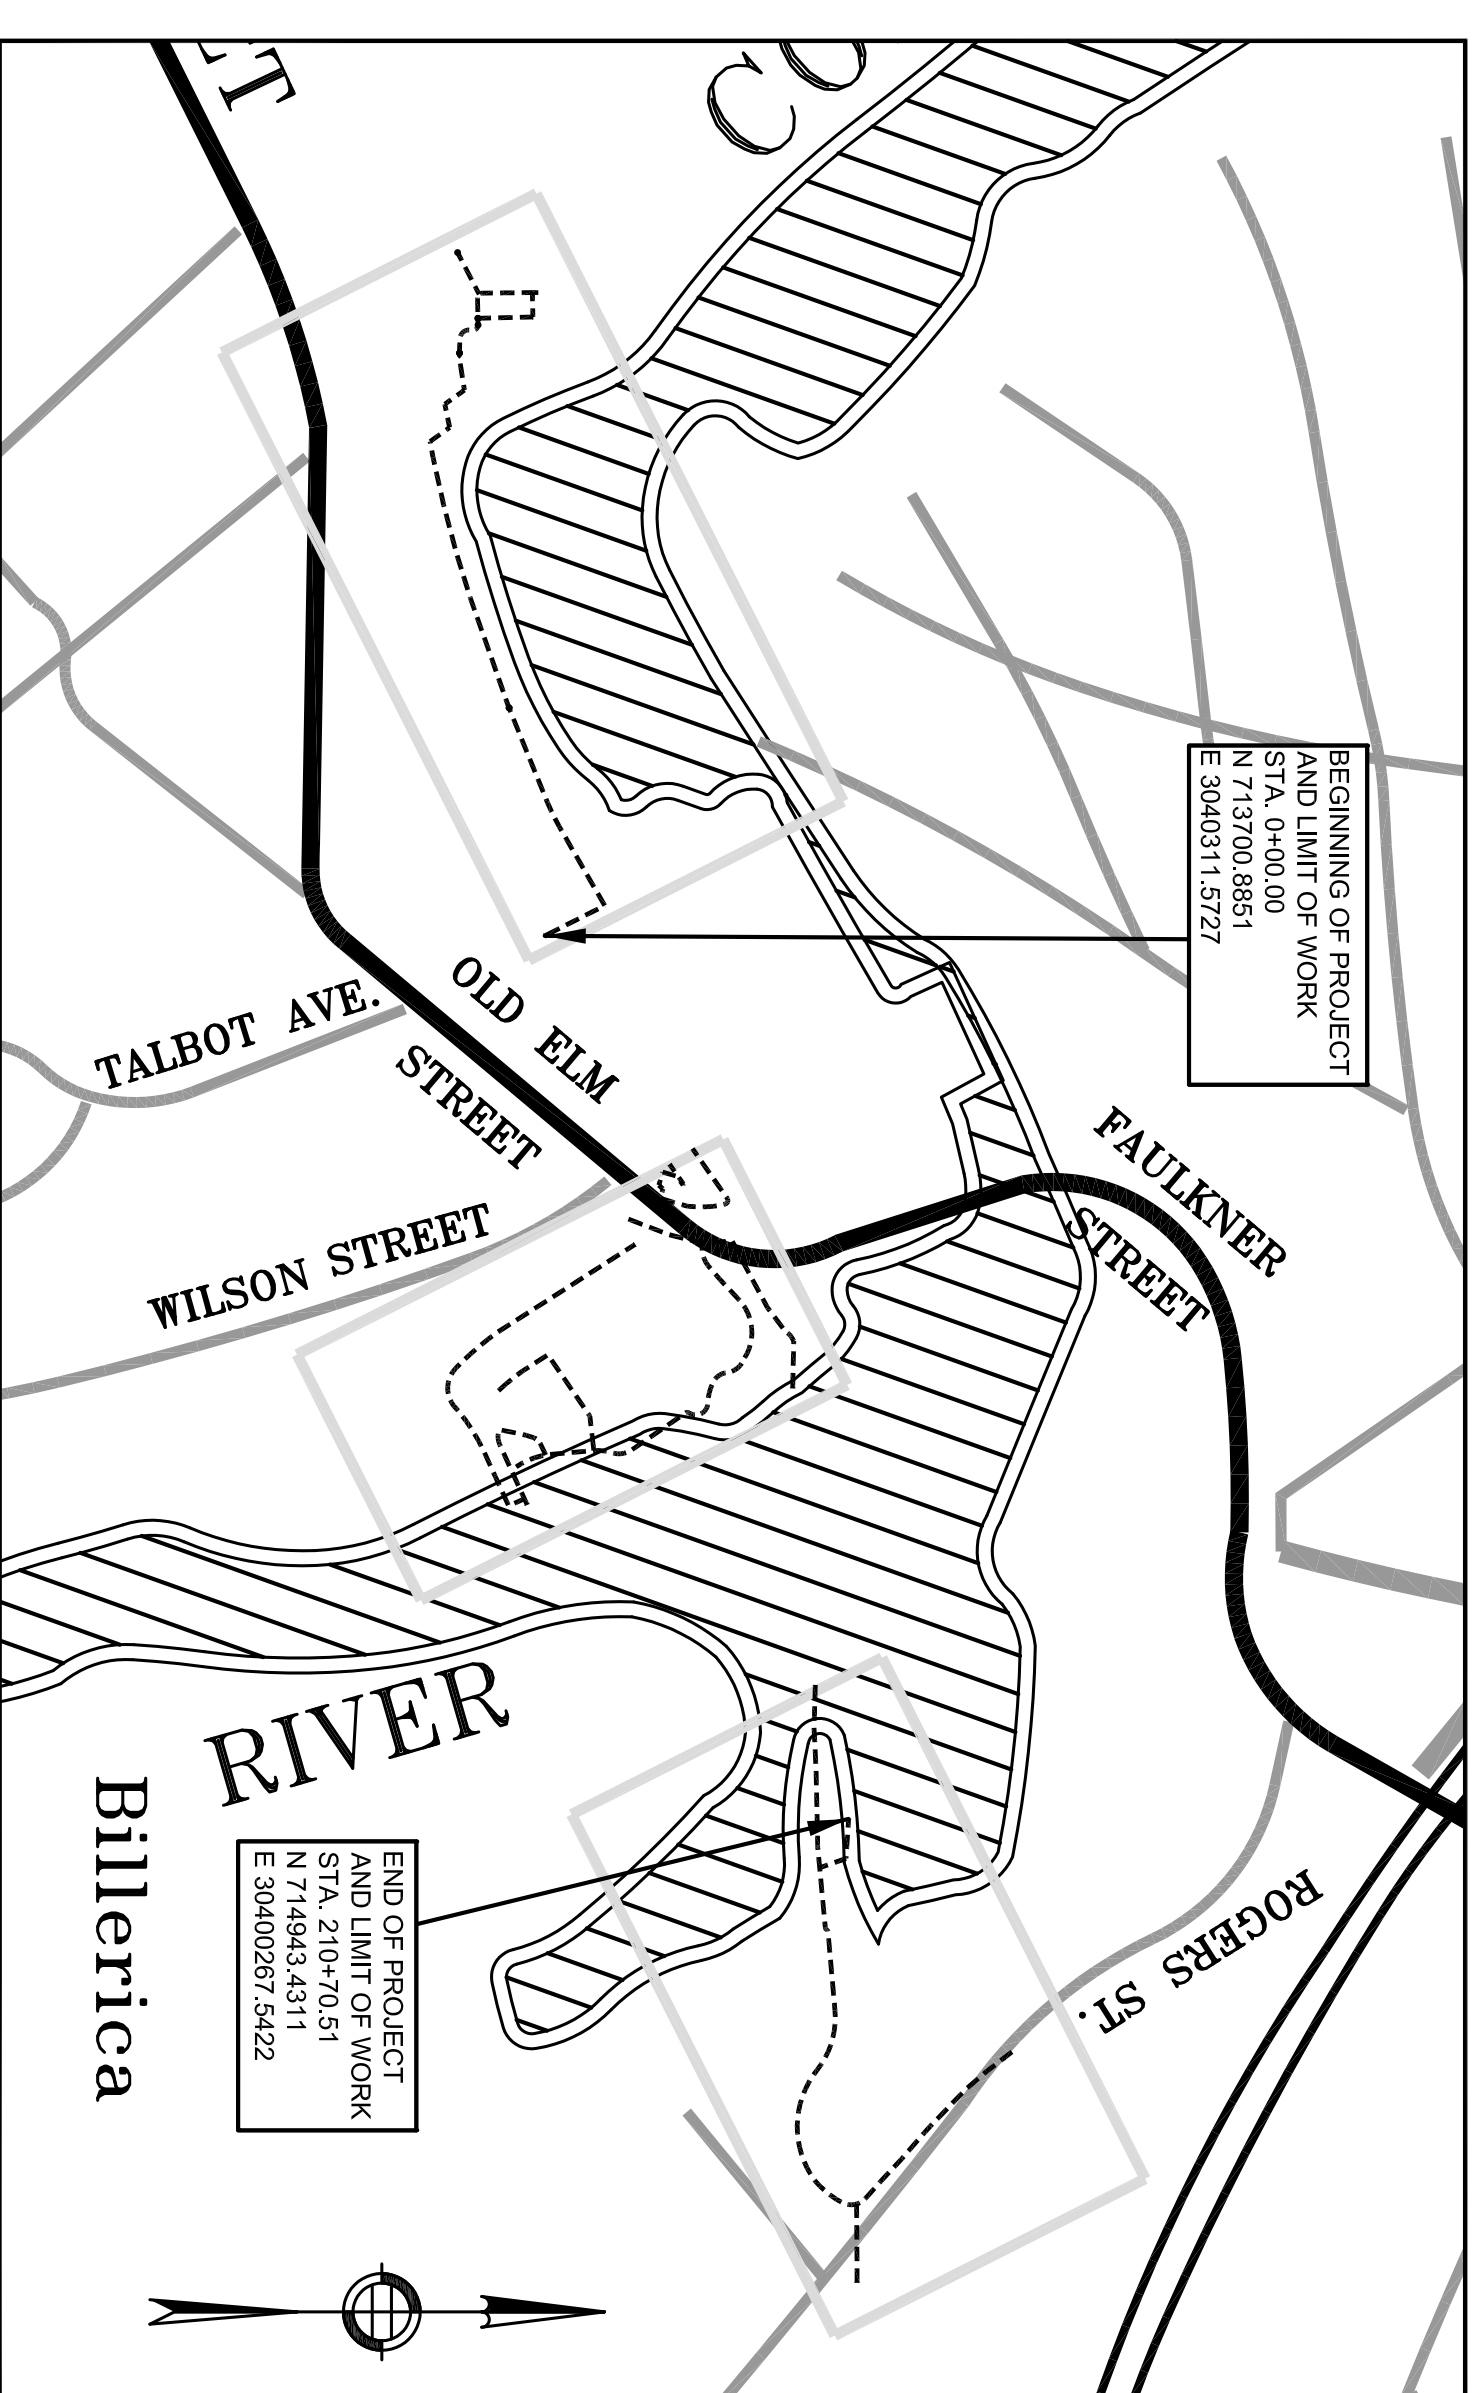 BEGINNING OF PROJECT
AND LIMIT OF WORK
STA. 0+00.00
N 713700.8851
E 3040311.5727
FAULKNER
STREET
OLD ELM
STREET
TALBOT AVE.
WILSON STREET
ROGERS ST.
RIVER
END OF PROJECT
AND LIMIT OF WORK
STA. 210+70.51
N 714943.4311
E 30400267.5422
Billerica
CO
T